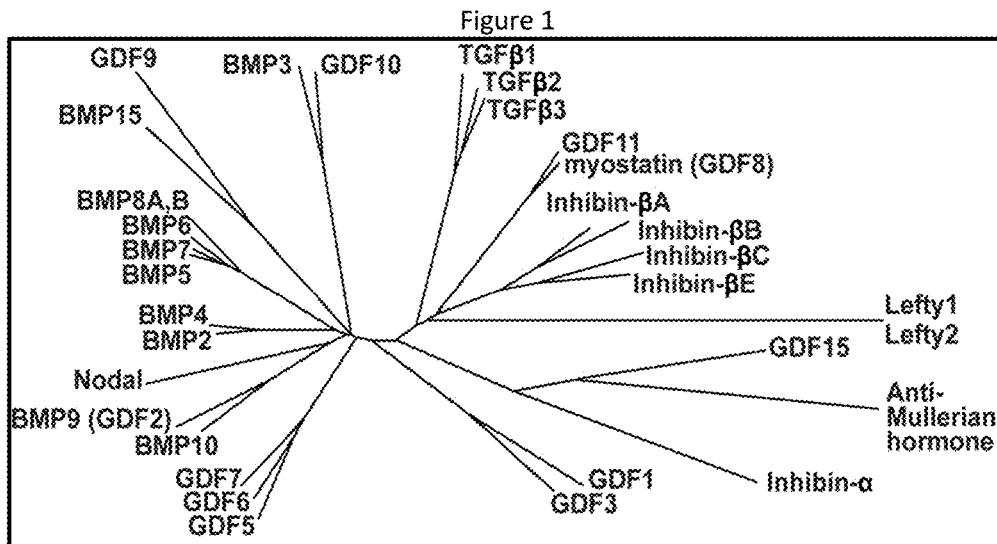 Figure 1
GDF9
BMP3
GDF10
TGFβ1
TGFβ2
TGFβ3
BMP15
GDF11
myostatin (GDF8)
BMP8A,B
BMP6
BMP7
BMP5
Inhibin-βA
Inhibin-βB
Inhibin-βC
Inhibin-βE
BMP4
BMP2
Lefty1
Lefty2
GDF15
Nodal
Anti-
Mullerian
hormone
BMP9 (GDF2)
BMP10
GDF7
GDF6
GDF5
GDF1
GDF3
Inhibin-α